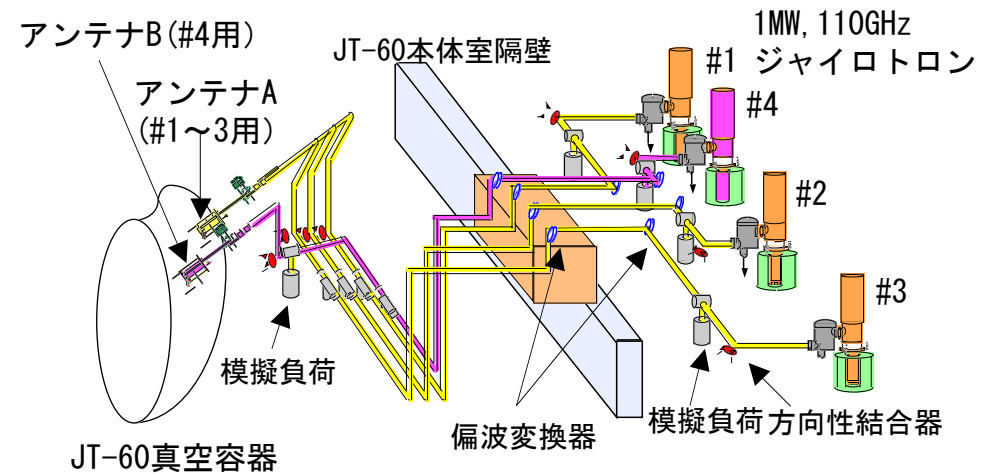 1MW, 110GHz
ジャイロトロン
アンテナB(#4用)
JT-60本体室隔壁
#1
アンテナA
(#1～3用)
#4
#2
#3
模擬負荷
偏波変換器
模擬負荷
方向性結合器
JT-60真空容器